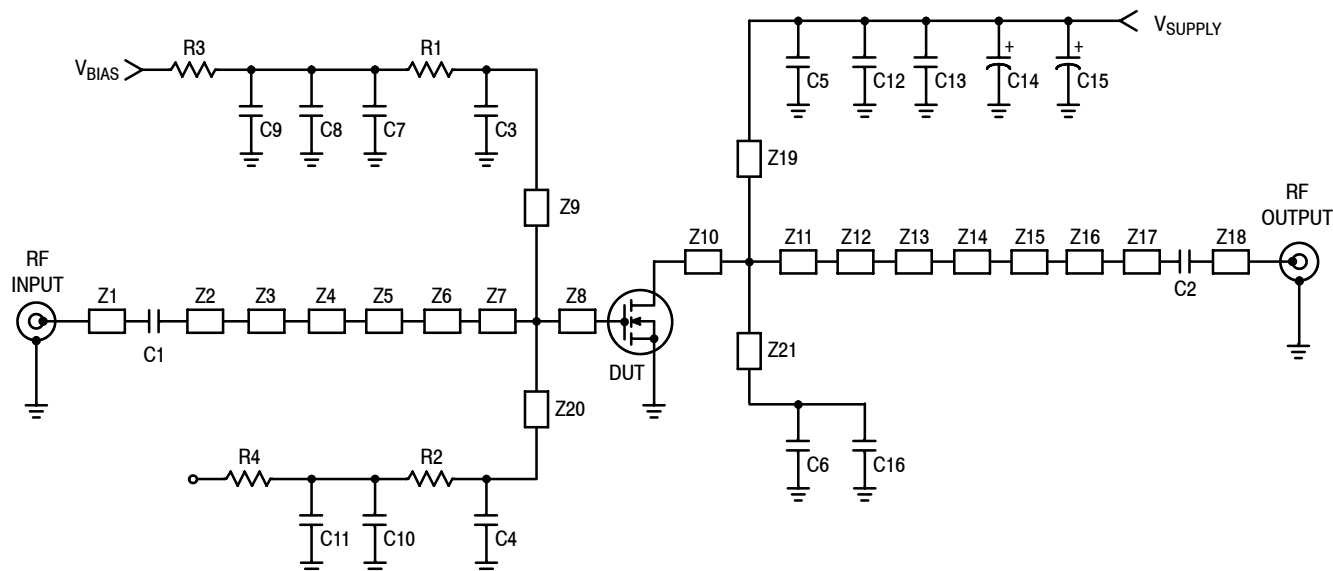 V_SUPPLY
R3
R1
V_BIAS
+
+
C5
C12
C13
C14
C15
C9
C8
C7
C3
Z19
Z9
RF
OUTPUT
Z10
Z11
Z12
Z13
Z14
Z15
Z16
Z17
Z18
C2
RF
INPUT
Z1
Z2
Z3
Z4
Z5
Z6
Z7
Z8
C1
Z21
DUT
Z20
R4
R2
C6
C16
C11
C10
C4